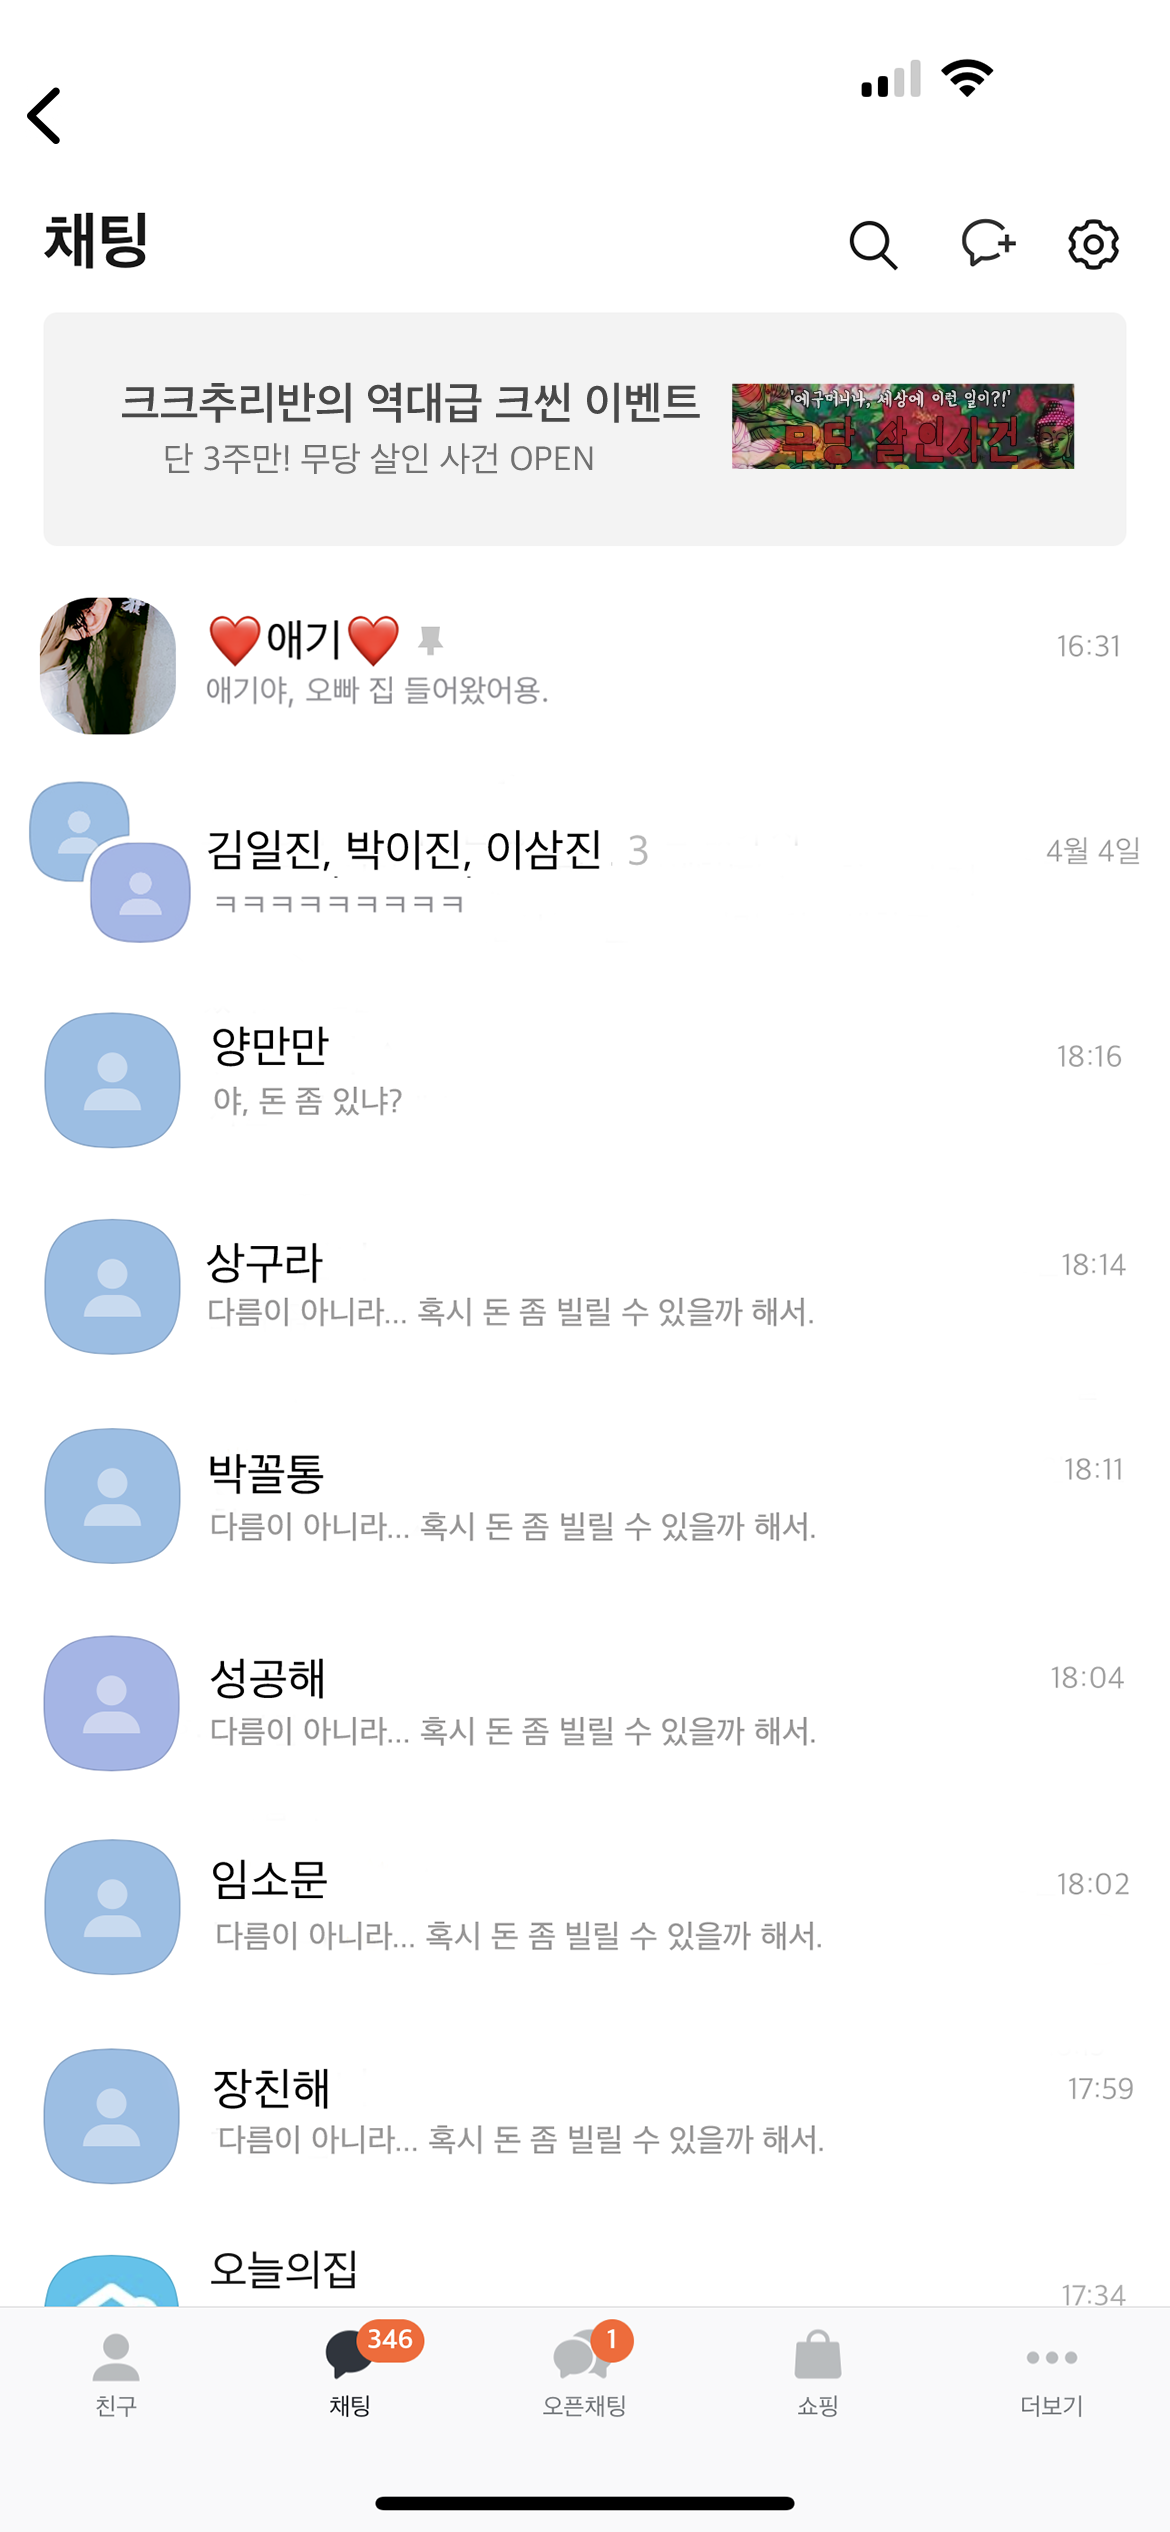 채팅
크크추리반의 역대급 크씬 이벤트
단 3주만! 무당 살인 사건 OPEN
'에구머니나, 세상에 이런 일이?!'
무당 살인사건
❤️애기❤️
16:31
애기야, 오빠 집 들어왔어용.
김일진, 박이진, 이삼진 3
4월 4일
ㅋㅋㅋㅋㅋㅋㅋㅋㅋ
양만만
18:16
야, 돈 좀 있냐?
상구라
18:14
다름이 아니라... 혹시 돈 좀 빌릴 수 있을까 해서.
박꼴통
18:11
다름이 아니라... 혹시 돈 좀 빌릴 수 있을까 해서.
성공해
18:04
다름이 아니라... 혹시 돈 좀 빌릴 수 있을까 해서.
임소문
18:02
다름이 아니라... 혹시 돈 좀 빌릴 수 있을까 해서.
장친해
17:59
다름이 아니라... 혹시 돈 좀 빌릴 수 있을까 해서.
오늘의집
17:34
346
1
친구
채팅
오픈채팅
쇼핑
더보기